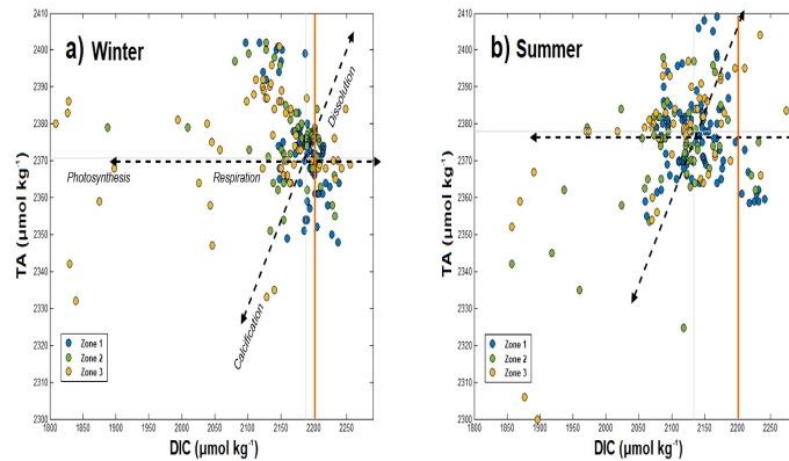 a) Winter
TA (µmol kg⁻¹)
2410
2400
2390
2380
2370
2360
2350
2340
2330
2320
2310
2300
Dissolution
Photosynthesis
Respiration
Calcification
Zone 1
Zone 2
Zone 3
1800 1850 1900 1950 2000 2050 2100 2150 2200 2250
DIC (µmol kg⁻¹)
b) Summer
TA (µmol kg⁻¹)
2410
2400
2390
2380
2370
2360
2350
2340
2330
2320
2310
2300
Zone 1
Zone 2
Zone 3
1800 1850 1900 1950 2000 2050 2100 2150 2200 2250
DIC (µmol kg⁻¹)